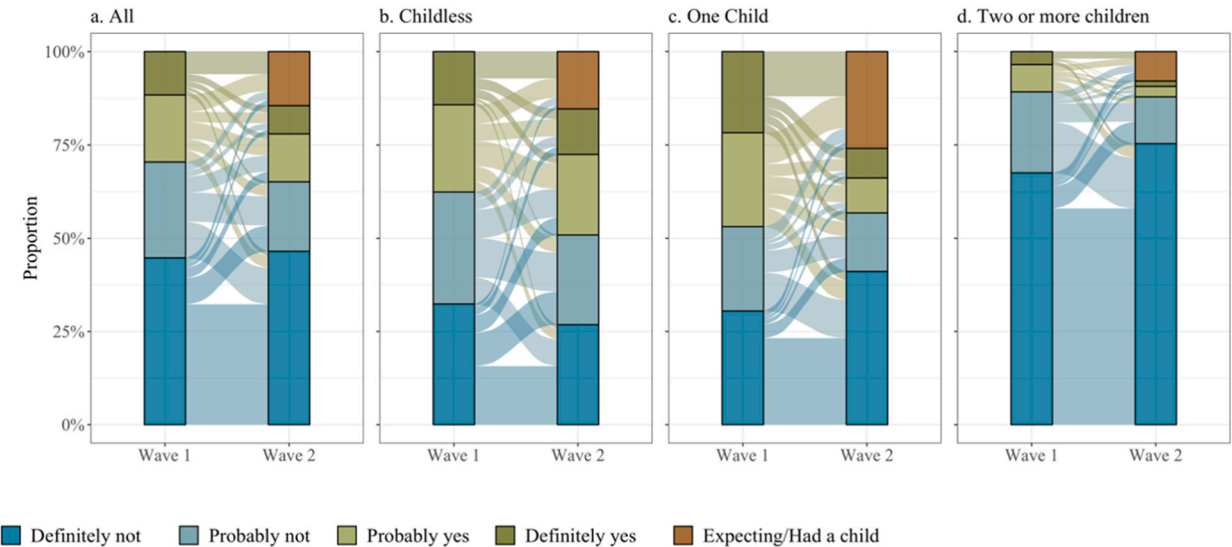 a. All
b. Childless
c. One Child
d. Two or more children
100%
75%
50%
25%
0%
Proportion
Wave 1 Wave 2 Wave 1 Wave 2 Wave 1 Wave 2 Wave 1 Wave 2
Definitely not Probably not Probably yes Definitely yes Expecting/Had a child